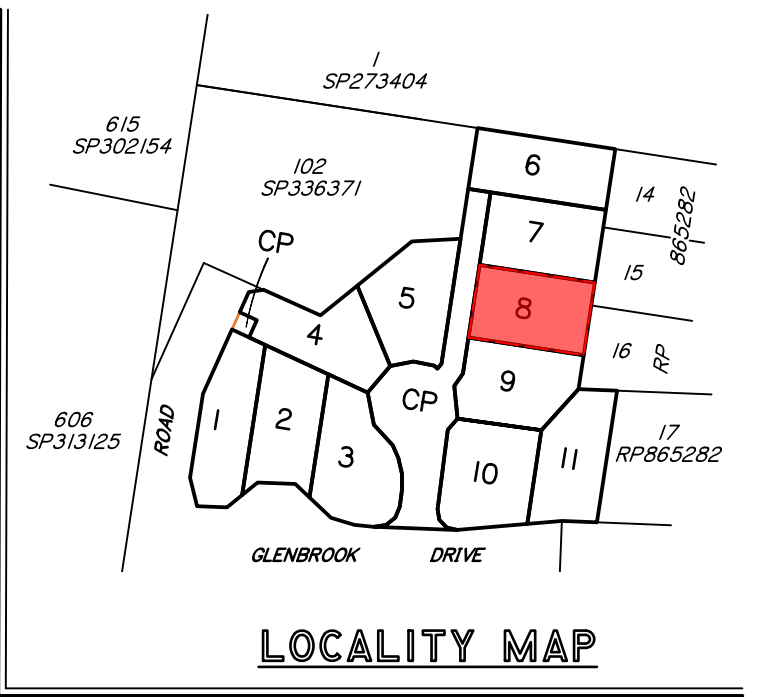 1
SP273404
615
SP302154
102
SP336371
6
14
865282
7
CP
15
5
8
4
16
RP
9
CP
606
SP313125
ROAD
1
2
3
17
RP865282
10
11
GLENBROOK DRIVE
LOCALITY MAP